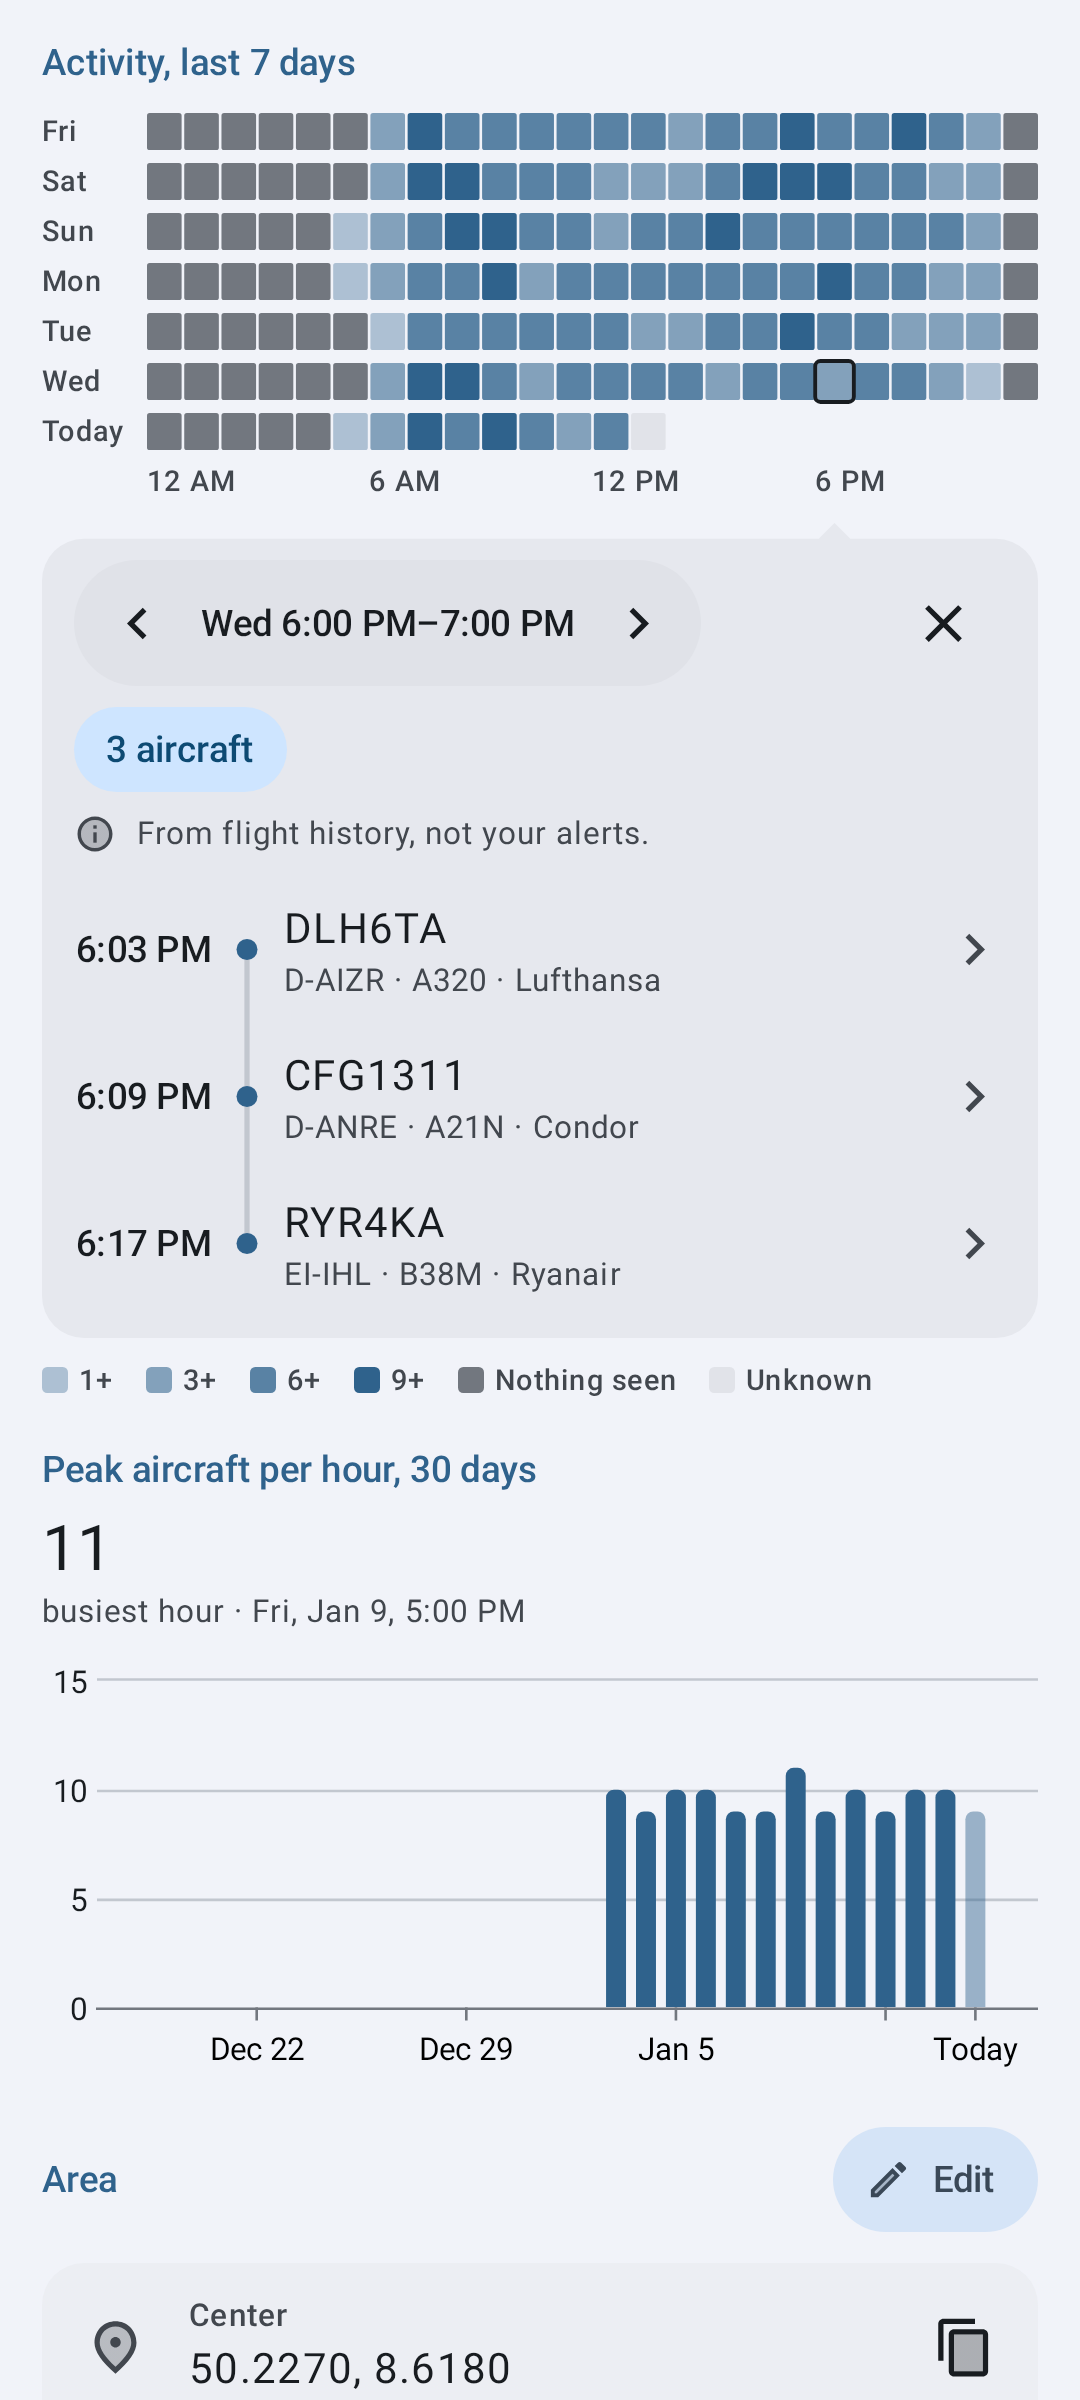 Activity, last 7 days
Fri
Sat
Sun
Mon
Tue
Wed
Today
12 AM 6 AM 12 PM 6 PM
Wed 6:00 PM–7:00 PM
3 aircraft
From flight history, not your alerts.
6:03 PM DLH6TA
D-AIZR · A320 · Lufthansa
6:09 PM CFG1311
D-ANRE · A21N · Condor
6:17 PM RYR4KA
EI-IHL · B38M · Ryanair
1+ 3+ 6+ 9+ Nothing seen Unknown
Peak aircraft per hour, 30 days
11
busiest hour · Fri, Jan 9, 5:00 PM
15
10
5
0
Dec 22 Dec 29 Jan 5 Today
Area Edit
Center
50.2270, 8.6180